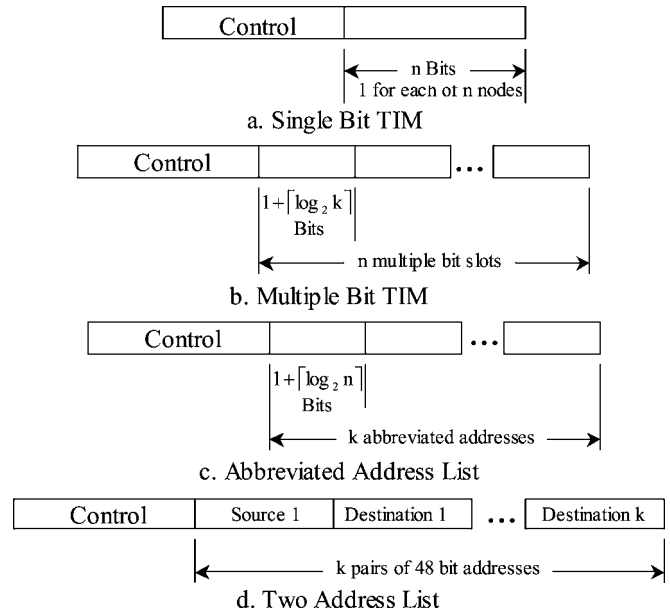 Control
n Bits
1 for each of n nodes
a. Single Bit TIM
Control
...
1+⌈log₂ k⌉
Bits
n multiple bit slots
b. Multiple Bit TIM
Control
...
1+⌈log₂ n⌉
Bits
k abbreviated addresses
c. Abbreviated Address List
Control Source 1 Destination 1 ... Destination k
k pairs of 48 bit addresses
d. Two Address List